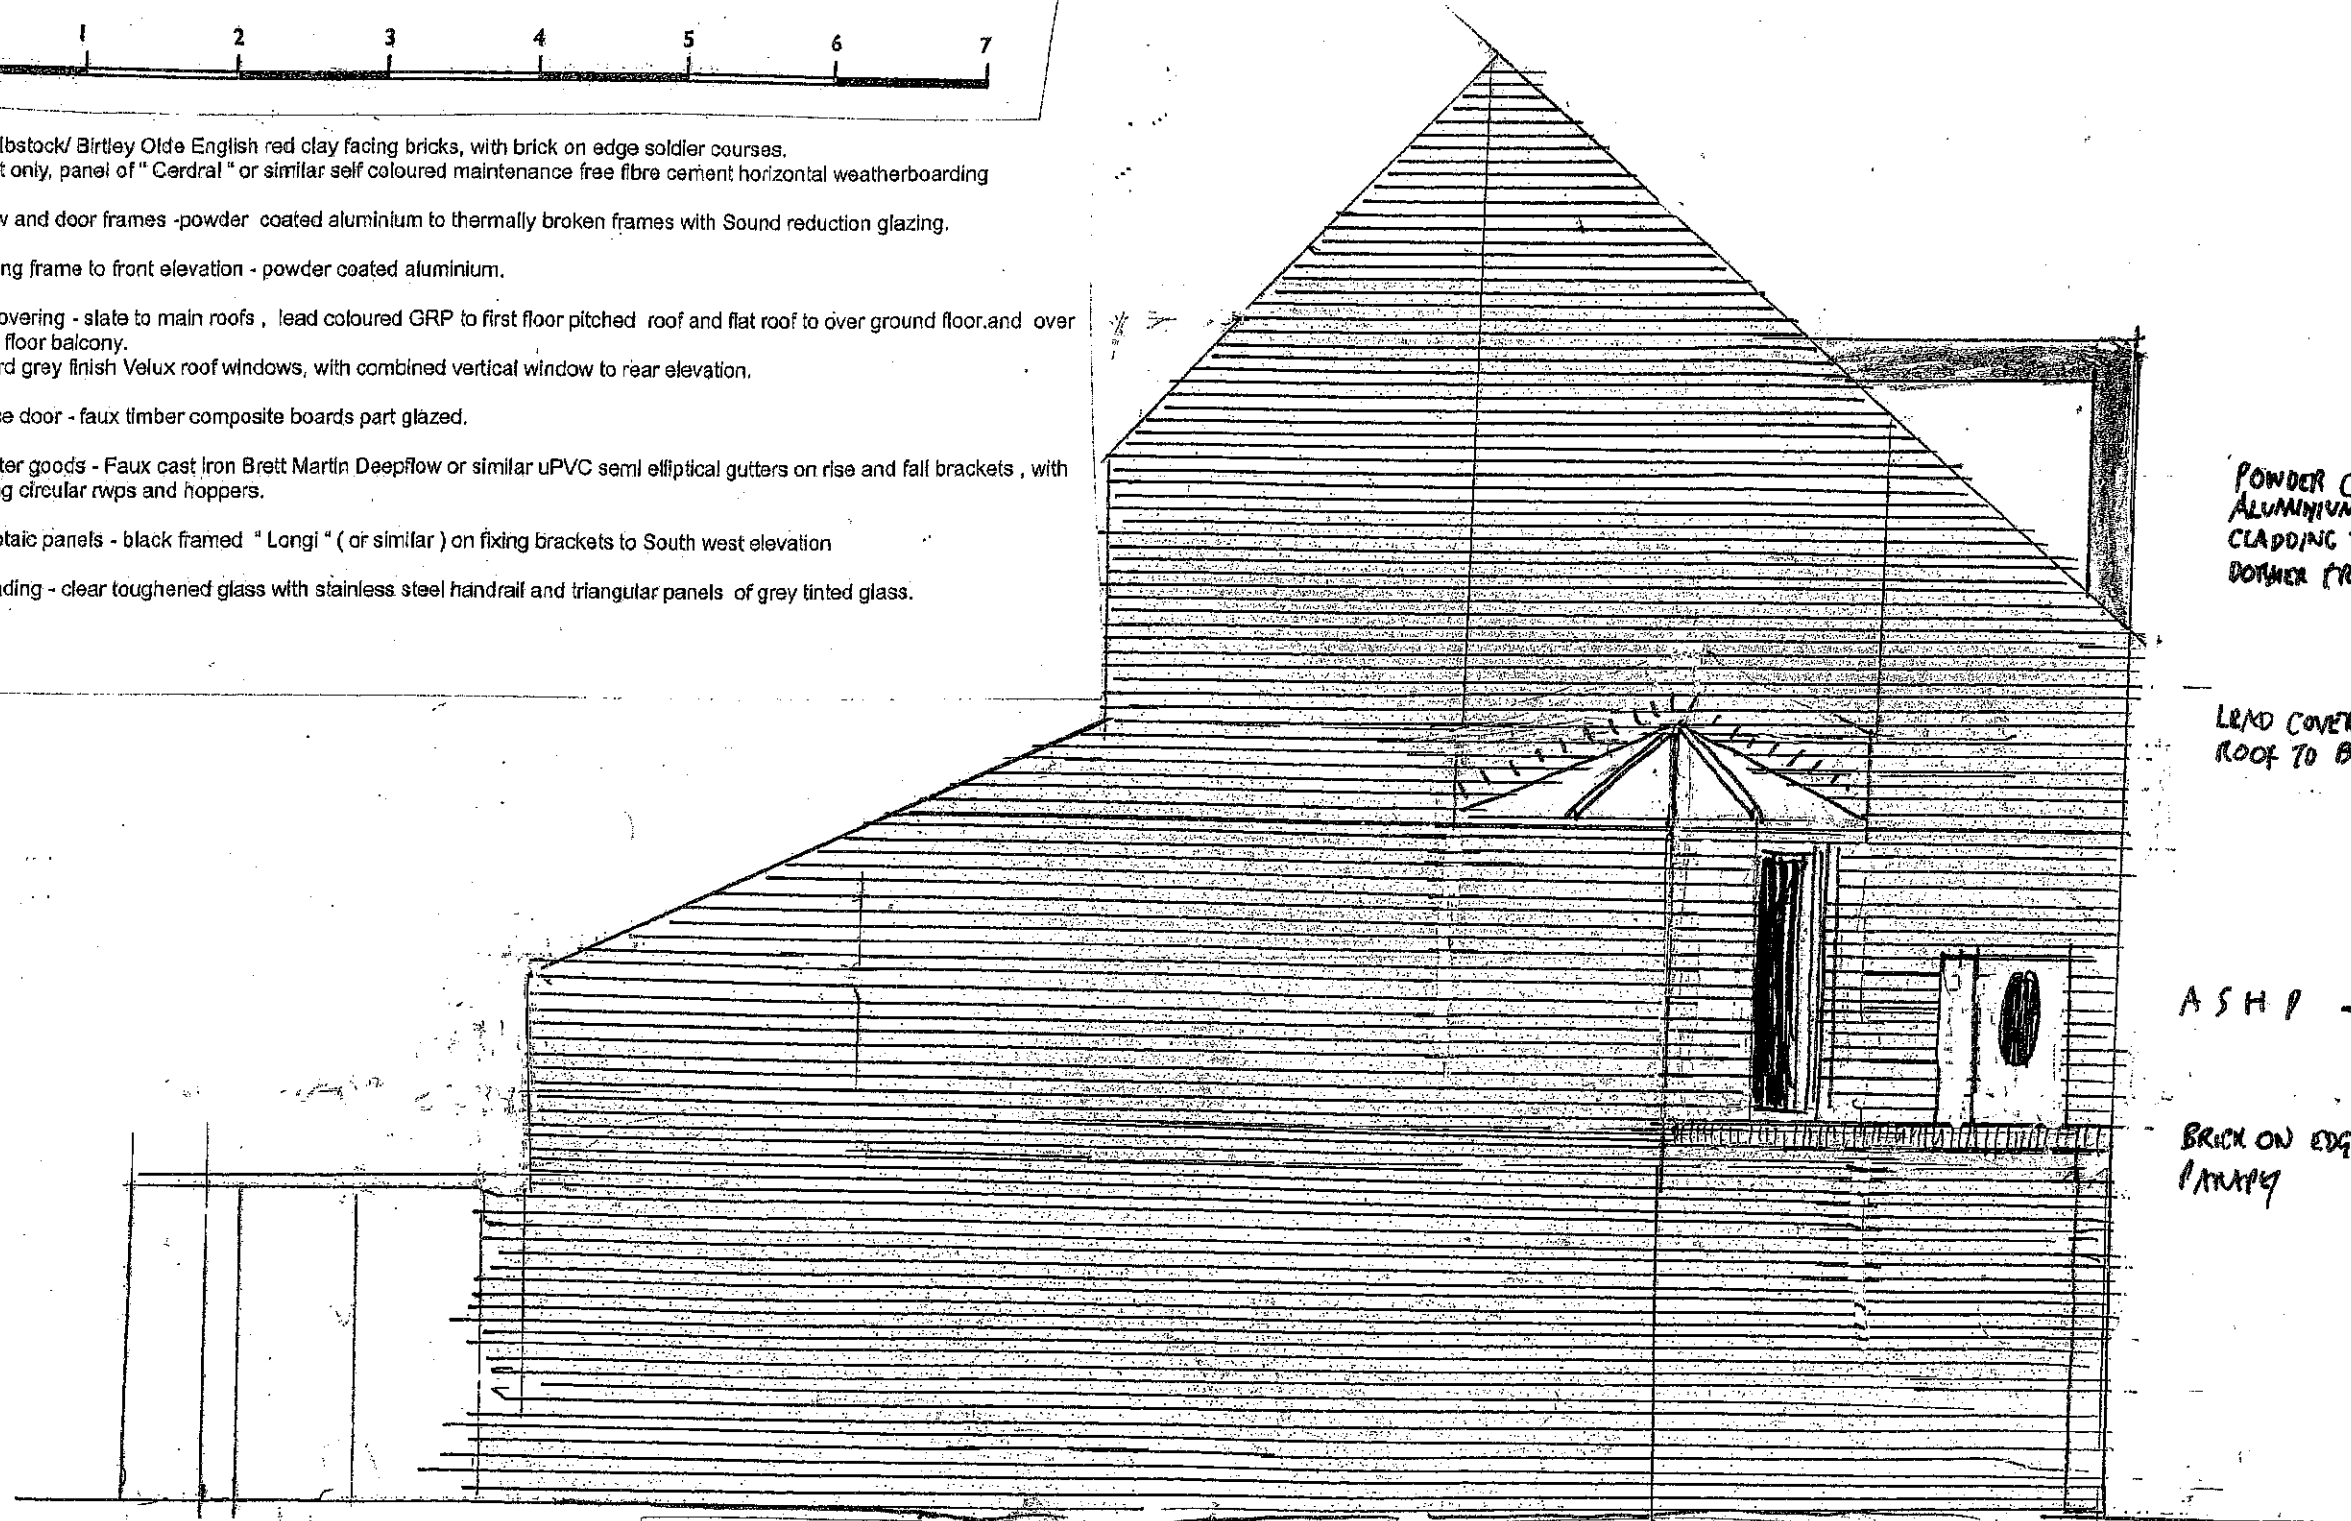 1 2 3 4 5 6 7
Ibstock/ Birtley Olde English red clay facing bricks, with brick on edge soldier courses.
t only, panel of " Cerdral " or similar self coloured maintenance free fibre cement horizontal weatherboarding
w and door frames -powder coated aluminium to thermally broken frames with Sound reduction glazing.
ng frame to front elevation - powder coated aluminium.
overing - slate to main roofs , lead coloured GRP to first floor pitched roof and flat roof to over ground floor.and over
floor balcony.
rd grey finish Velux roof windows, with combined vertical window to rear elevation.
e door - faux timber composite boards part glazed.
ter goods - Faux cast iron Brett Martin Deepflow or similar uPVC semi elliptical gutters on rise and fall brackets , with
g circular rwps and hoppers.
otaic panels - black framed " Longi " ( or similar ) on fixing brackets to South west elevation
ding - clear toughened glass with stainless steel handrail and triangular panels of grey tinted glass.
POWDER C
ALUMINIUM
CLADDING T
DORMER FR
LEAD COVER
ROOF TO B
ASHP -
BRICK ON EDG